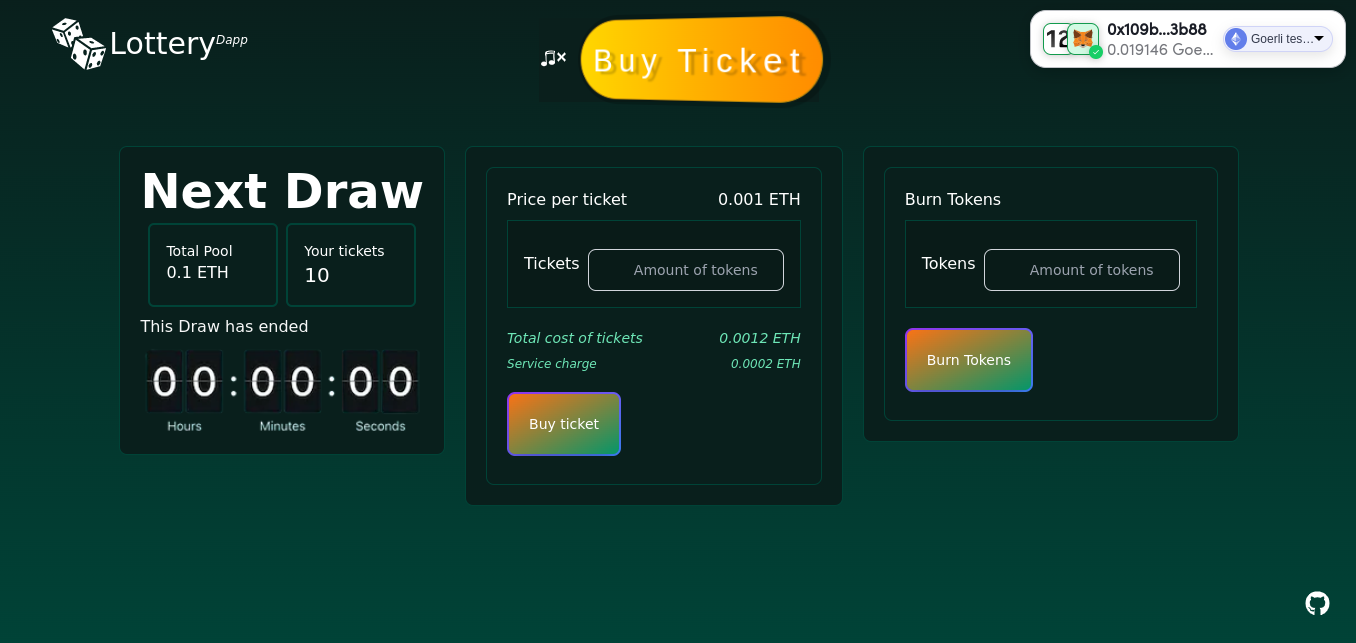 LotteryDapp
Buy Ticket
12
0x109b...3b88
0.019146 Goe...
Goerli tes...
Next Draw
Total Pool
0.1 ETH
Your tickets
10
This Draw has ended
00:00:00
Hours Minutes Seconds
Price per ticket 0.001 ETH
Tickets Amount of tokens
Total cost of tickets 0.0012 ETH
Service charge 0.0002 ETH
Buy ticket
Burn Tokens
Tokens Amount of tokens
Burn Tokens